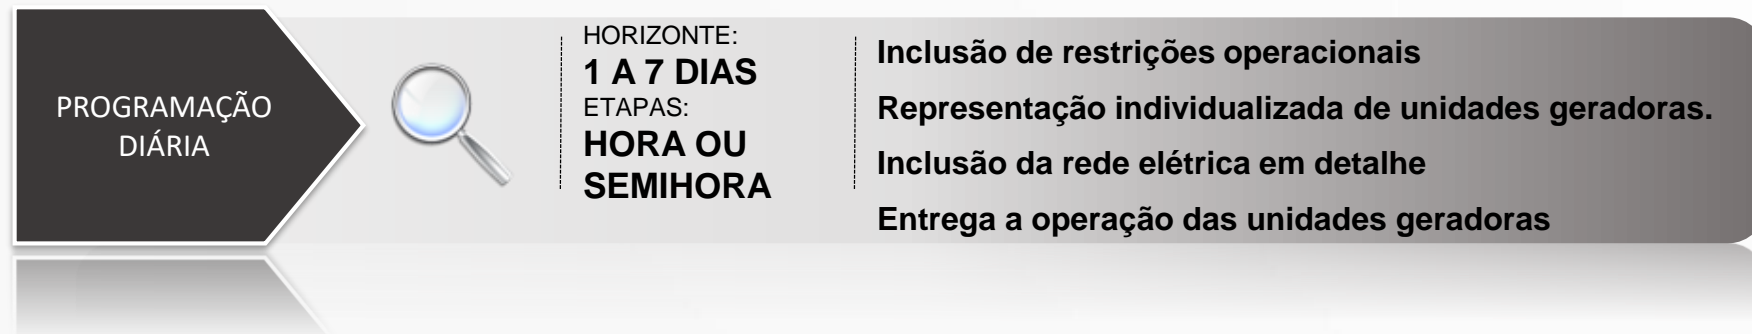 PROGRAMAÇÃO
DIÁRIA
HORIZONTE:
1 A 7 DIAS
ETAPAS:
HORA OU
SEMIHORA
Inclusão de restrições operacionais
Representação individualizada de unidades geradoras.
Inclusão da rede elétrica em detalhe
Entrega a operação das unidades geradoras